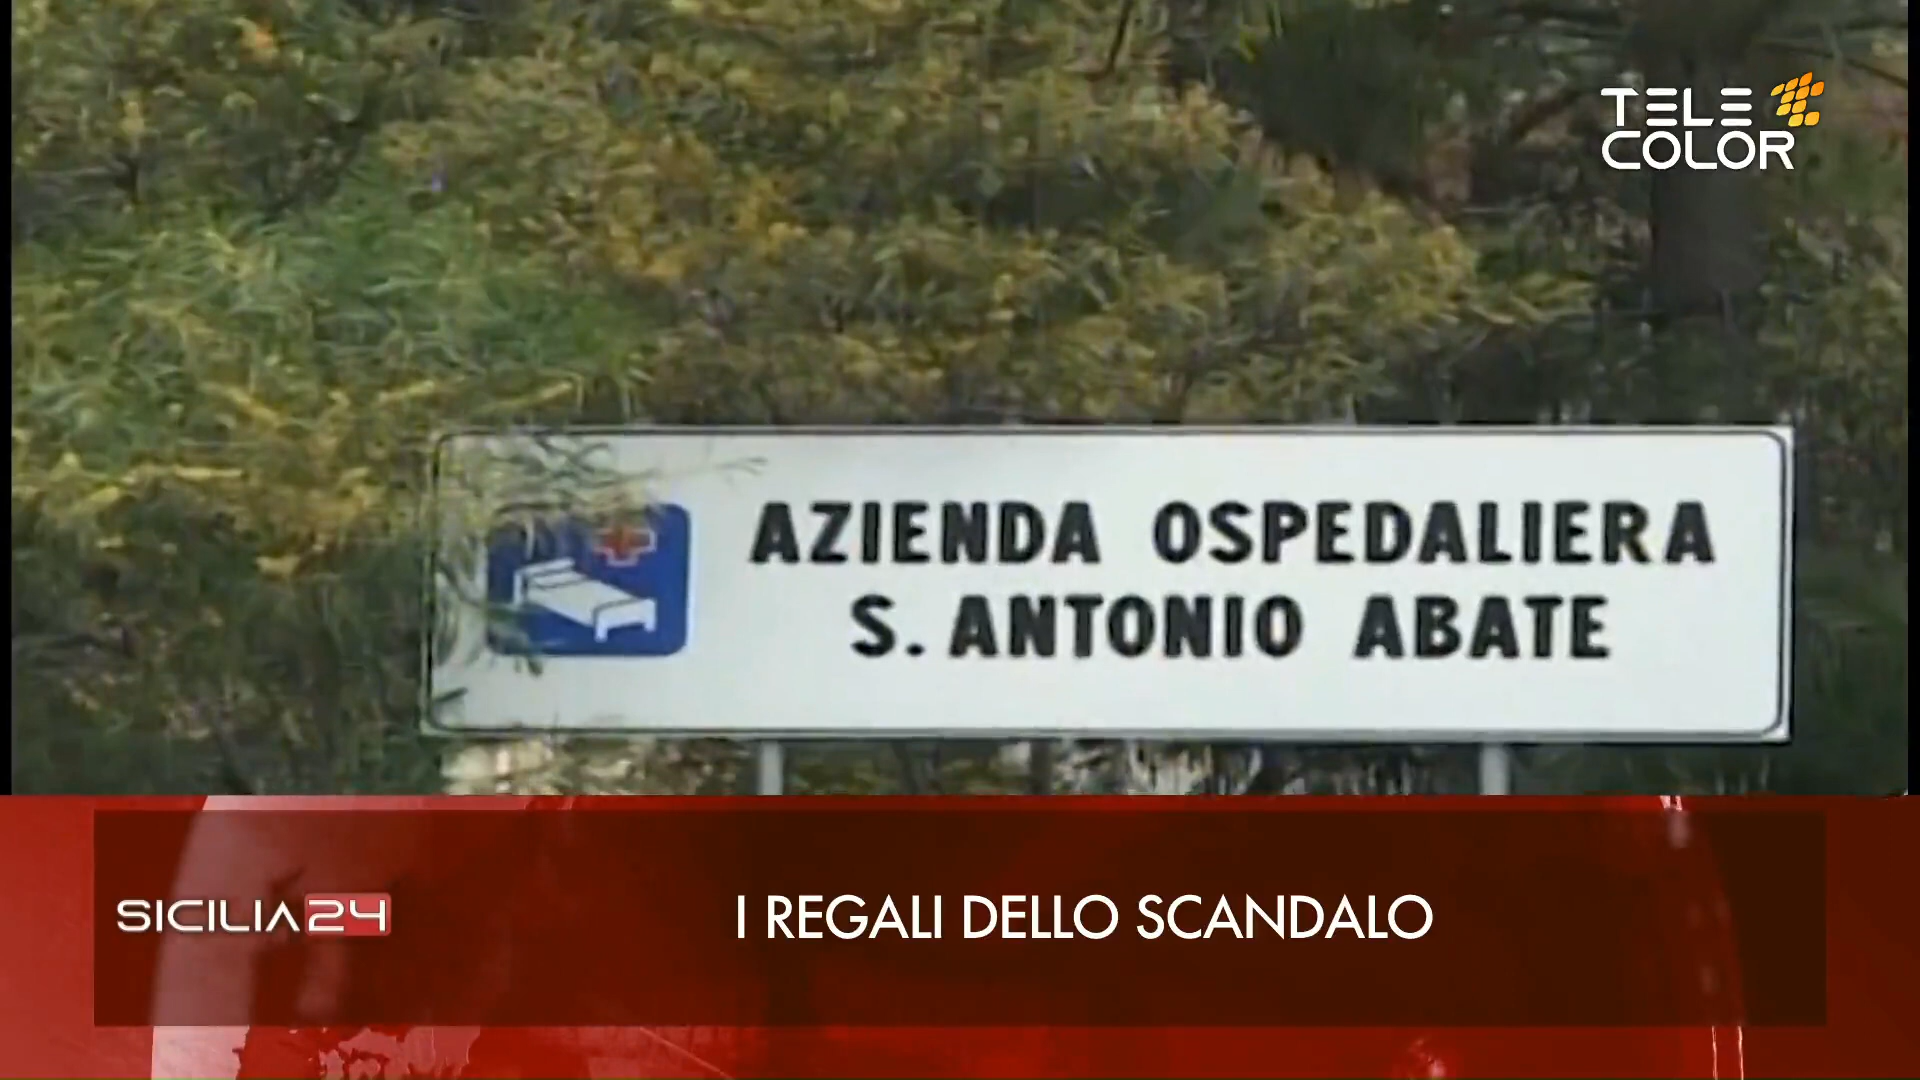 TELE
COLOR
AZIENDA OSPEDALIERA
S. ANTONIO ABATE
SICILIA24
I REGALI DELLO SCANDALO